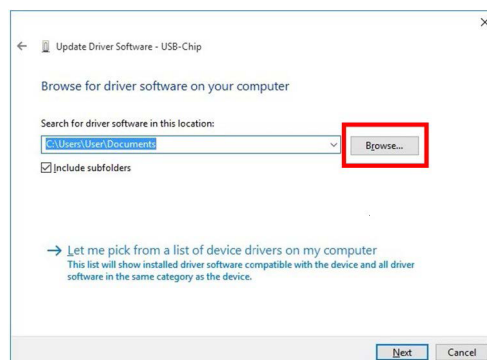 Update Driver Software - USB-Chip
Browse for driver software on your computer
Search for driver software in this location:
C:\Users\User\Documents
Browse...
Include subfolders
Let me pick from a list of device drivers on my computer
This list will show installed driver software compatible with the device and all driver
software in the same category as the device.
Next Cancel